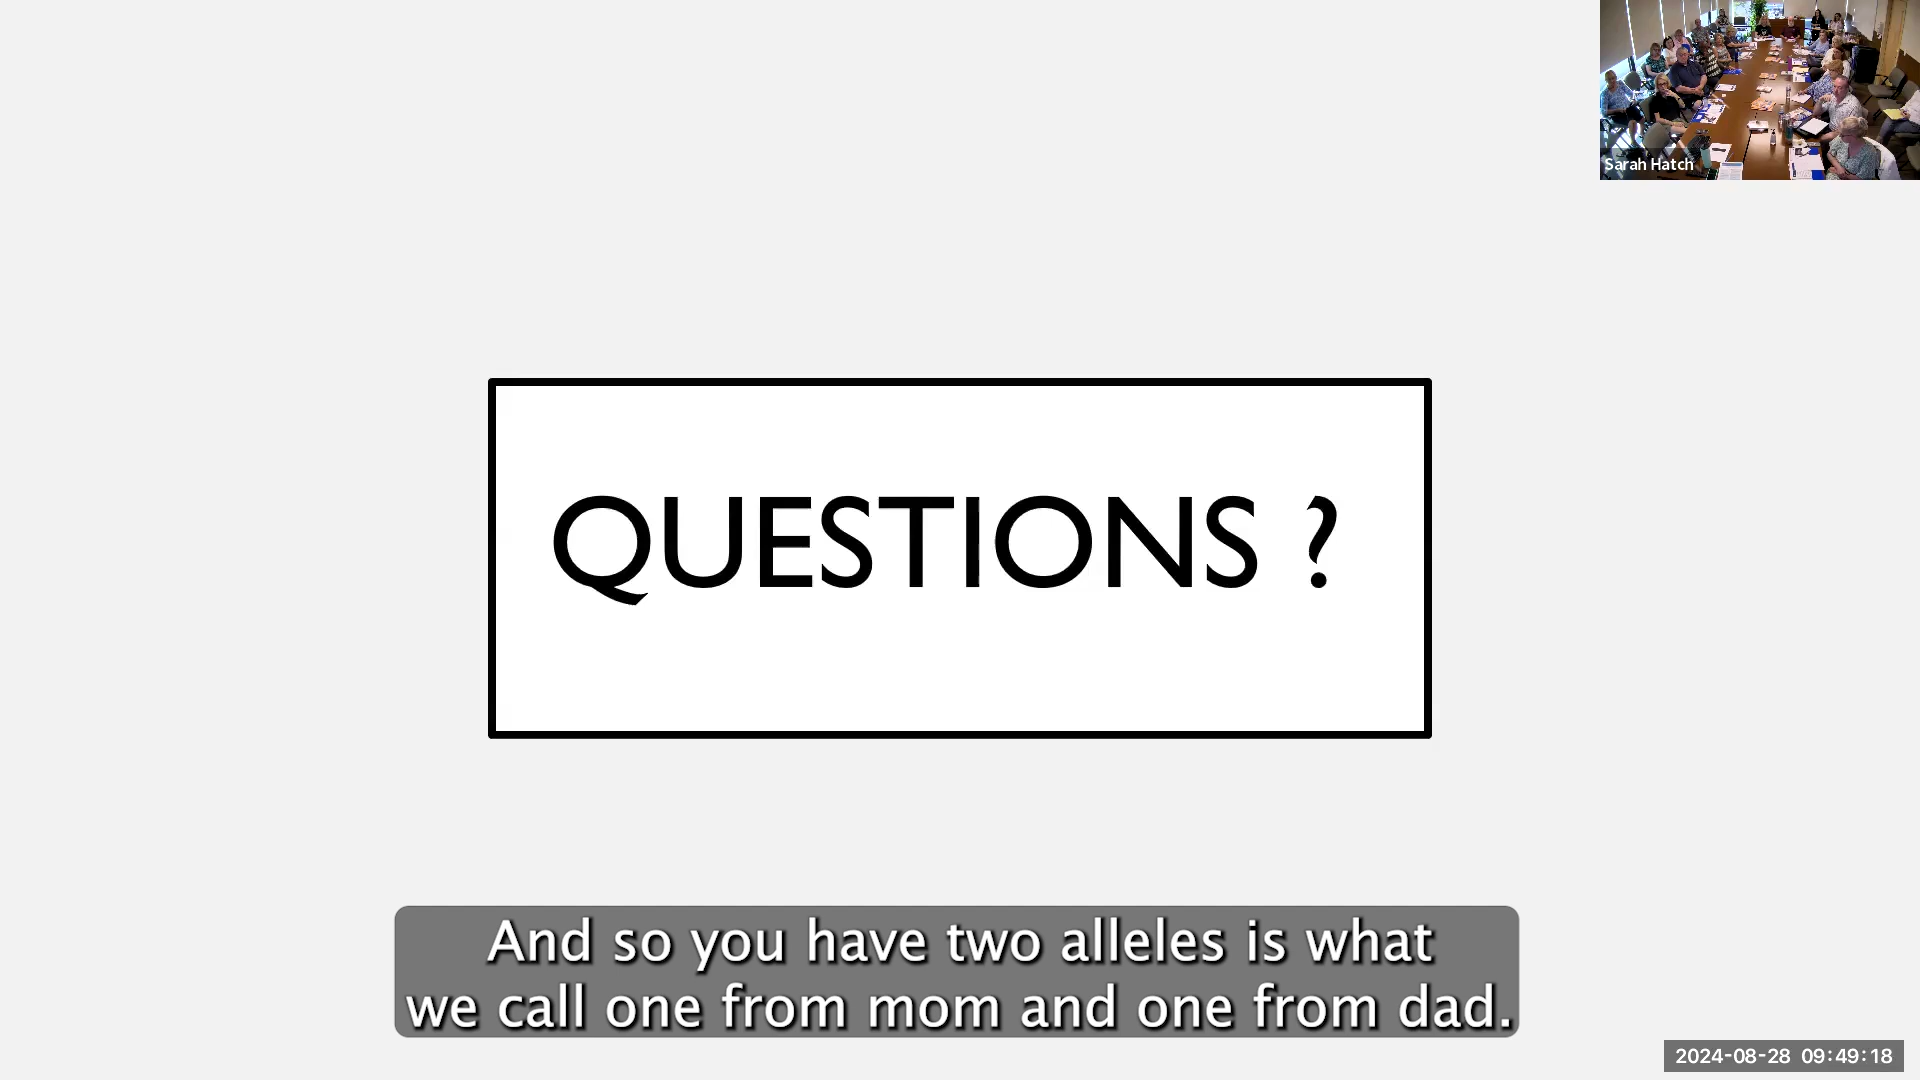 Sarah Hatch
QUESTIONS ?
And so you have two alleles is what
we call one from mom and one from dad.
2024-08-28 09:49:18